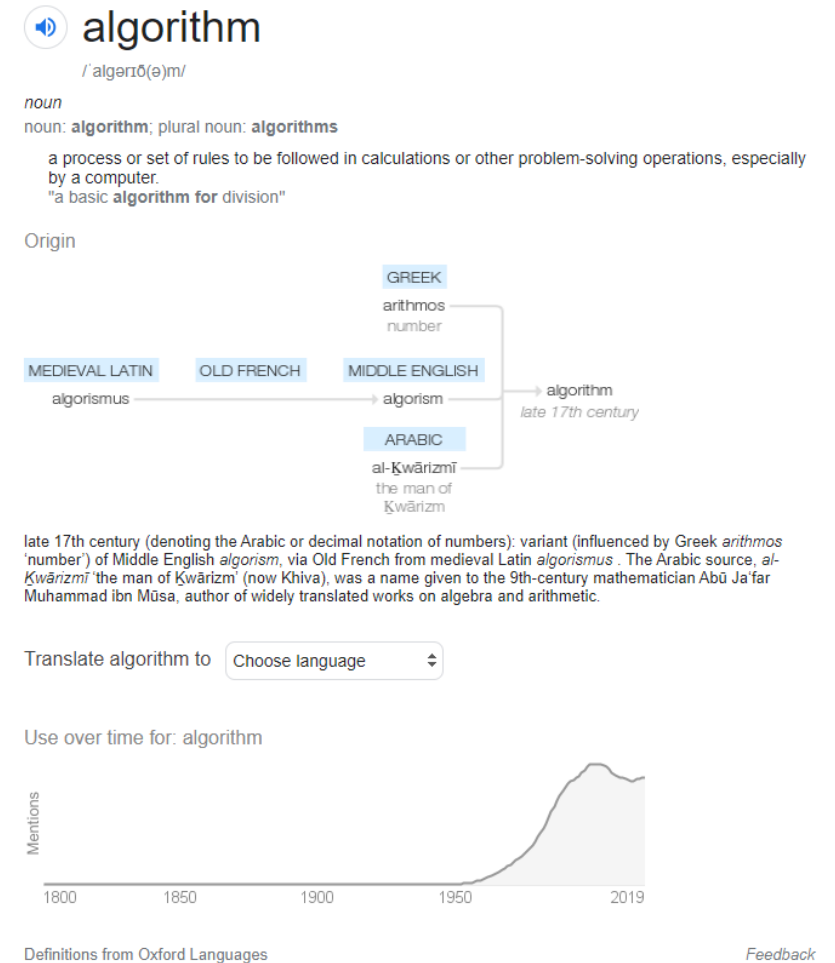 algorithm
/ˈalɡərɪð(ə)m/
noun
noun: algorithm; plural noun: algorithms
a process or set of rules to be followed in calculations or other problem-solving operations, especially
by a computer.
"a basic algorithm for division"
Origin
GREEK
arithmos
number
MEDIEVAL LATIN OLD FRENCH MIDDLE ENGLISH
algorismus algorism algorithm
late 17th century
ARABIC
al-Ḵwārizmī
the man of
Ḵwārizm
late 17th century (denoting the Arabic or decimal notation of numbers): variant (influenced by Greek arithmos
‘number’) of Middle English algorism, via Old French from medieval Latin algorismus . The Arabic source, al-
Ḵwārizmī ‘the man of Ḵwārizm’ (now Khiva), was a name given to the 9th-century mathematician Abū Ja‘far
Muhammad ibn Mūsa, author of widely translated works on algebra and arithmetic.
Translate algorithm to Choose language
Use over time for: algorithm
Mentions
1800 1850 1900 1950 2019
Definitions from Oxford Languages Feedback